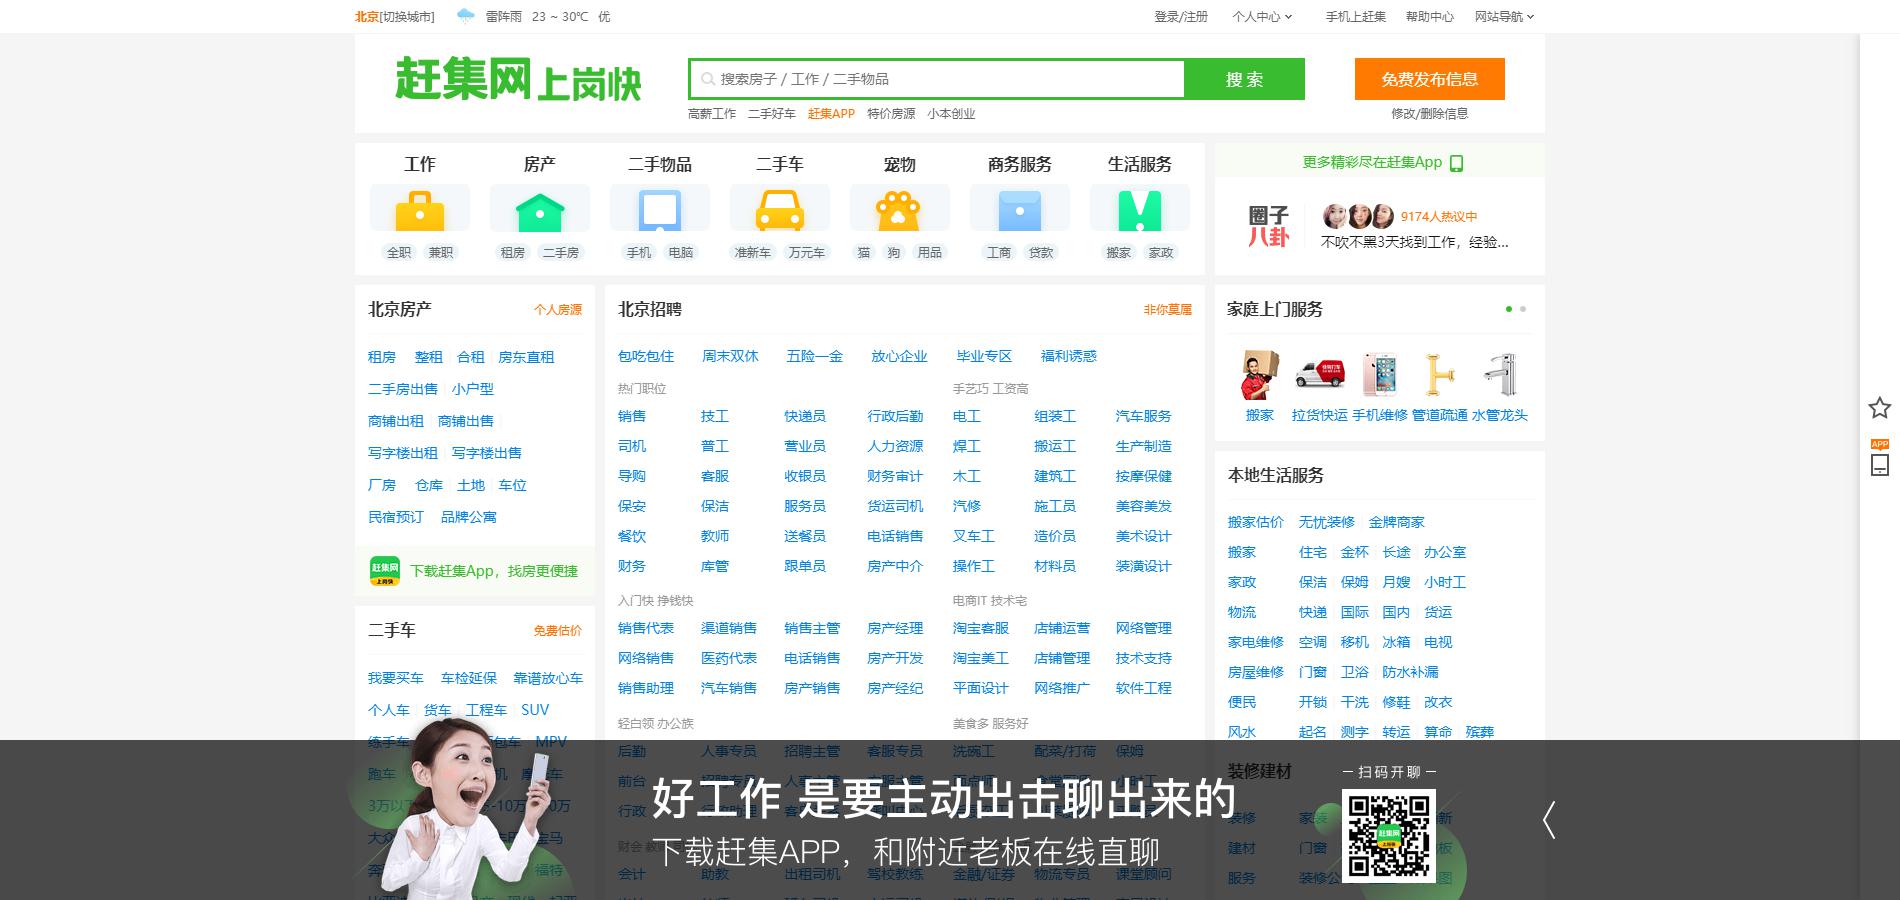 北京[切换城市] 雷阵雨 23 ~ 30℃ 优 登录/注册 个人中心 手机上赶集 帮助中心 网站导航
赶集网 上岗快
搜索房子 / 工作 / 二手物品 搜 索 免费发布信息
高薪工作 二手好车 赶集APP 特价房源 小本创业 修改/删除信息
工作 房产 二手物品 二手车 宠物 商务服务 生活服务
全职 兼职 租房 二手房 手机 电脑 准新车 万元车 猫 狗 用品 工商 贷款 搬家 家政
更多精彩尽在赶集App
圈子八卦
9174人热议中
不吹不黑3天找到工作，经验...
APP
北京房产 个人房源
租房 整租 合租 房东直租
二手房出售 小户型
商铺出租 商铺出售
写字楼出租 写字楼出售
厂房 仓库 土地 车位
民宿预订 品牌公寓
赶集网 上岗快
下载赶集App，找房更便捷
二手车 免费估价
我要买车 车检延保 靠谱放心车
个人车 货车 工程车 SUV
练手车 包车 MPV
跑车
北京招聘 非你莫属
包吃包住 周末双休 五险一金 放心企业 毕业专区 福利诱惑
热门职位 手艺巧 工资高
销售 技工 快递员 行政后勤 电工 组装工 汽车服务
司机 普工 营业员 人力资源 焊工 搬运工 生产制造
导购 客服 收银员 财务审计 木工 建筑工 按摩保健
保安 保洁 服务员 货运司机 汽修 施工员 美容美发
餐饮 教师 送餐员 电话销售 叉车工 造价员 美术设计
财务 库管 跟单员 房产中介 操作工 材料员 装潢设计
入门快 挣钱快 电商IT 技术宅
销售代表 渠道销售 销售主管 房产经理 淘宝客服 店铺运营 网络管理
网络销售 医药代表 电话销售 房产开发 淘宝美工 店铺管理 技术支持
销售助理 汽车销售 房产销售 房产经纪 平面设计 网络推广 软件工程
轻白领 办公族 美食多 服务好
后勤 人事专员 招聘主管 客服专员 洗碗工 配菜/打荷 保姆
前台
行政
会计 助教 出租司机 驾校教练 金融/证券 物流专员 课堂顾问
家庭上门服务
搬家 拉货快运 手机维修 管道疏通 水管龙头
本地生活服务
搬家估价 无忧装修 金牌商家
搬家 住宅 金杯 长途 办公室
家政 保洁 保姆 月嫂 小时工
物流 快递 国际 国内 货运
家电维修 空调 移机 冰箱 电视
房屋维修 门窗 卫浴 防水补漏
便民 开锁 干洗 修鞋 改衣
风水 起名 测字 转运 算命 殡葬
装修建材
装修 家装
建材 门窗
服务
好工作 是要主动出击聊出来的
下载赶集APP，和附近老板在线直聊
扫码开聊
赶集网